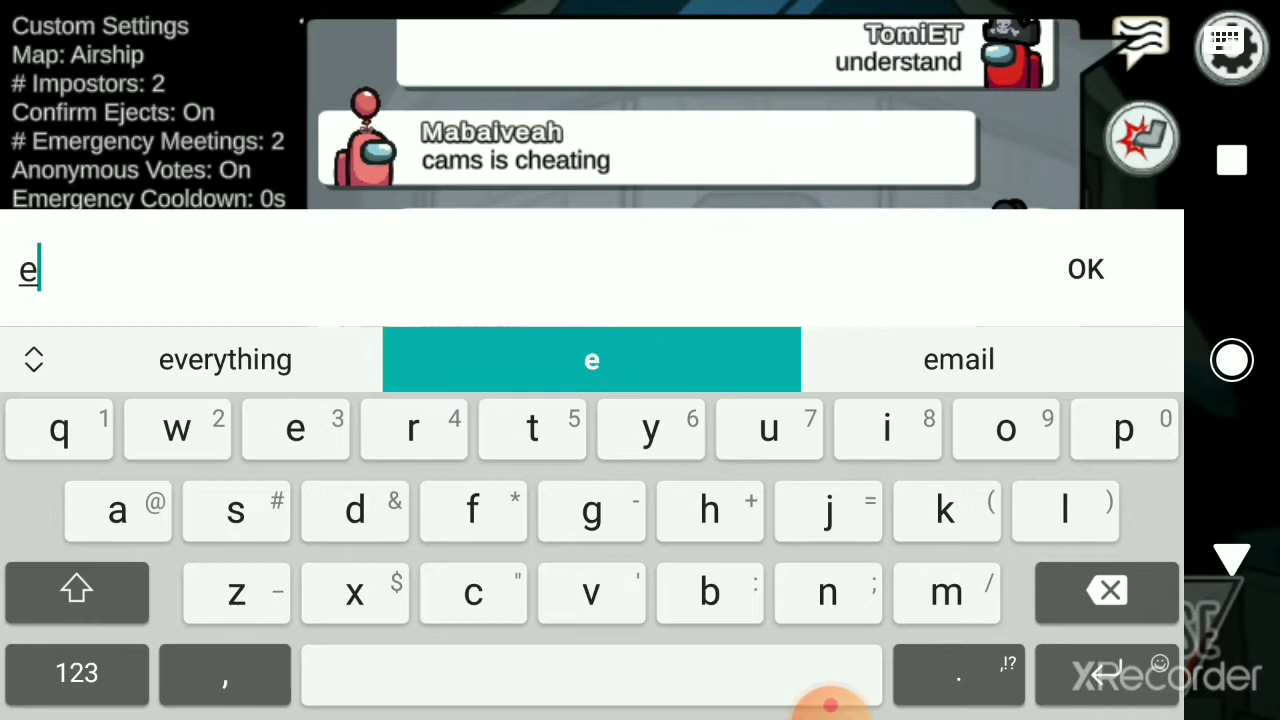 Custom Settings
Map: Airship
# Impostors: 2
Confirm Ejects: On
# Emergency Meetings: 2
Anonymous Votes: On
Emergency Cooldown: 0s
TomiET
understand
Mabaiveah
cams is cheating
e
OK
everything e email
q 1 w 2 e 3 r 4 t 5 y 6 u 7 i 8 o 9 p 0
a @ s # d & f * g - h + j = k ( l )
z _ x $ c " v ' b : n ; m /
123 , . ,!?
XRecorder